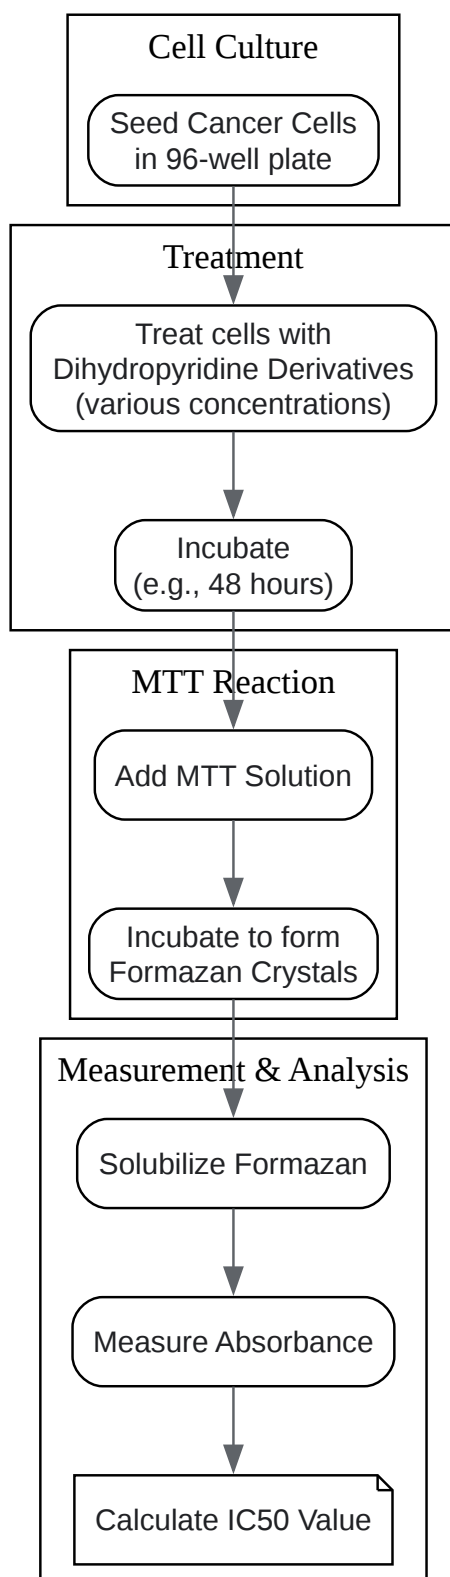 Cell Culture
Seed Cancer Cells
in 96-well plate
Treatment
Treat cells with
Dihydropyridine Derivatives
(various concentrations)
Incubate
(e.g., 48 hours)
MTT Reaction
Add MTT Solution
Incubate to form
Formazan Crystals
Measurement & Analysis
Solubilize Formazan
Measure Absorbance
Calculate IC50 Value